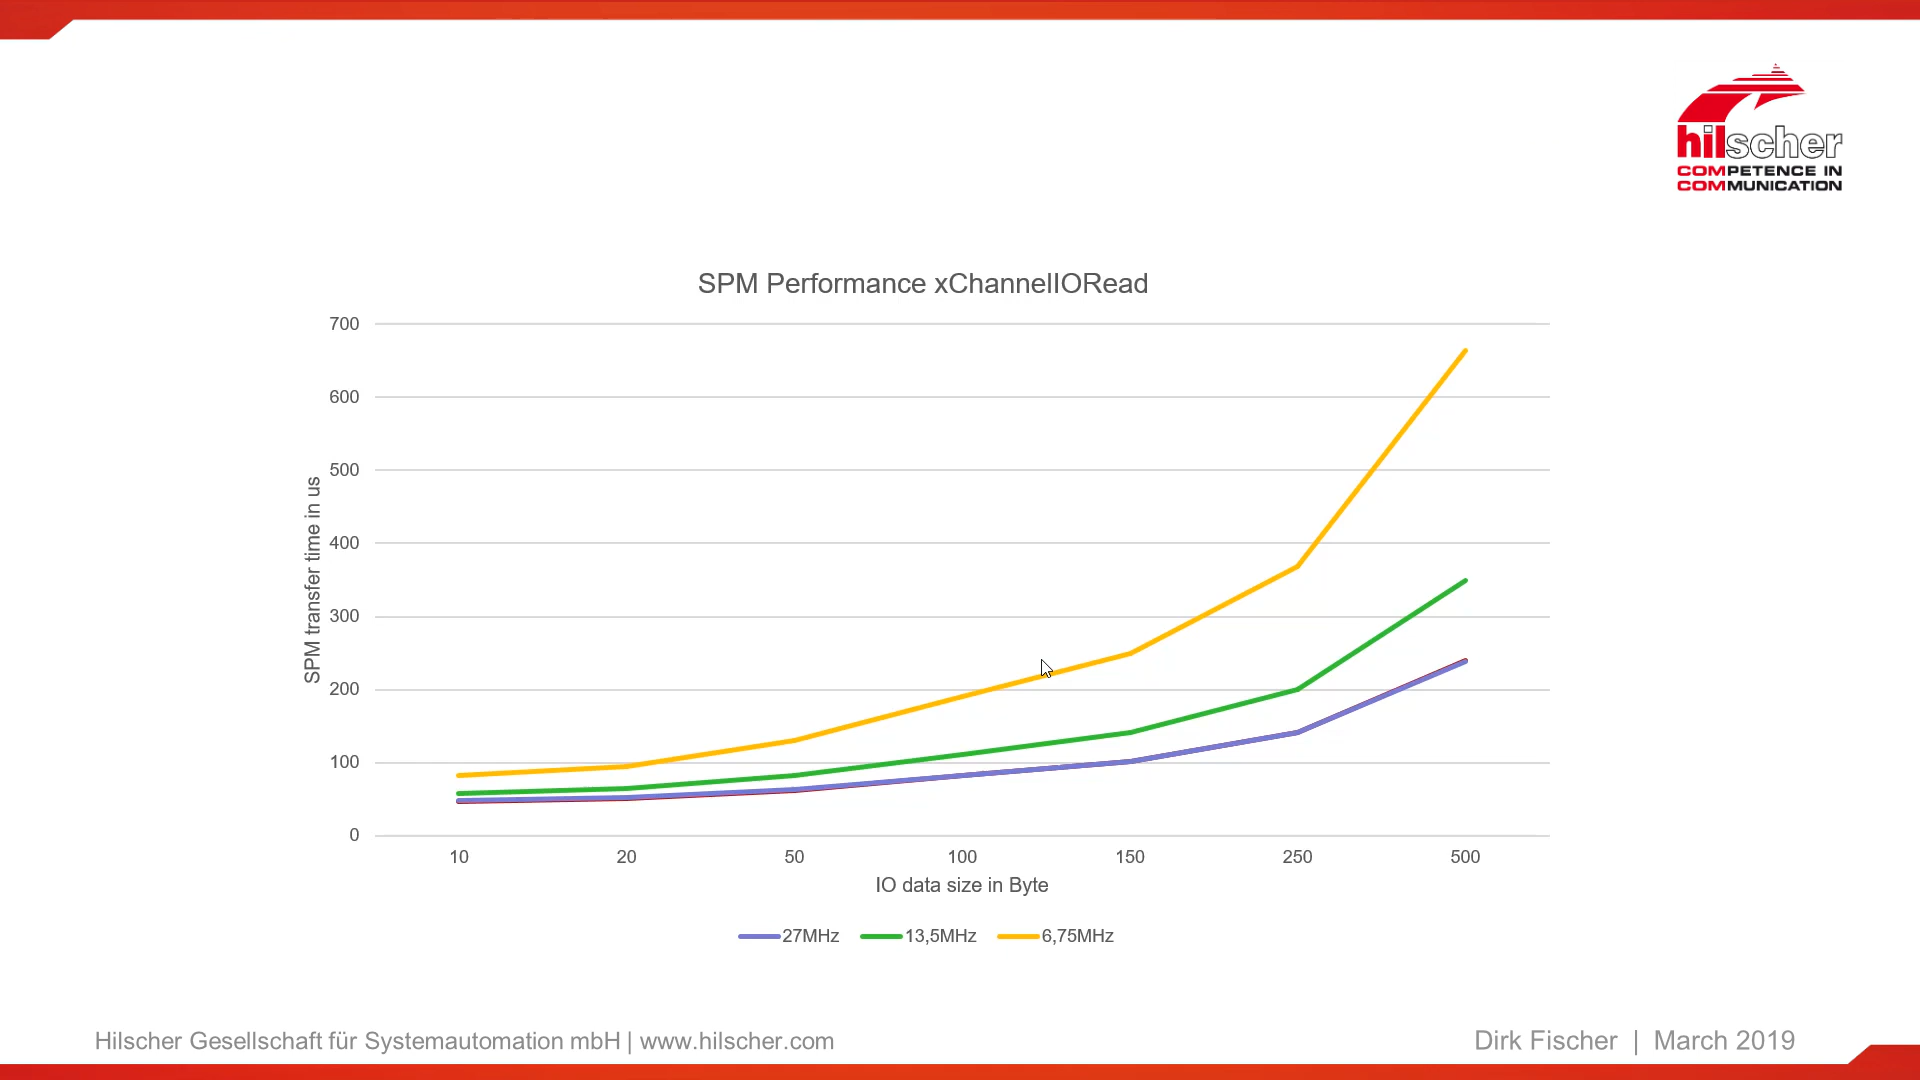 hilscher
COMPETENCE IN
COMMUNICATION
SPM Performance xChannelIORead
700
600
500
400
300
200
100
0
SPM transfer time in us
10 20 50 100 150 250 500
IO data size in Byte
27MHz 13,5MHz 6,75MHz
Hilscher Gesellschaft für Systemautomation mbH | www.hilscher.com
Dirk Fischer | March 2019